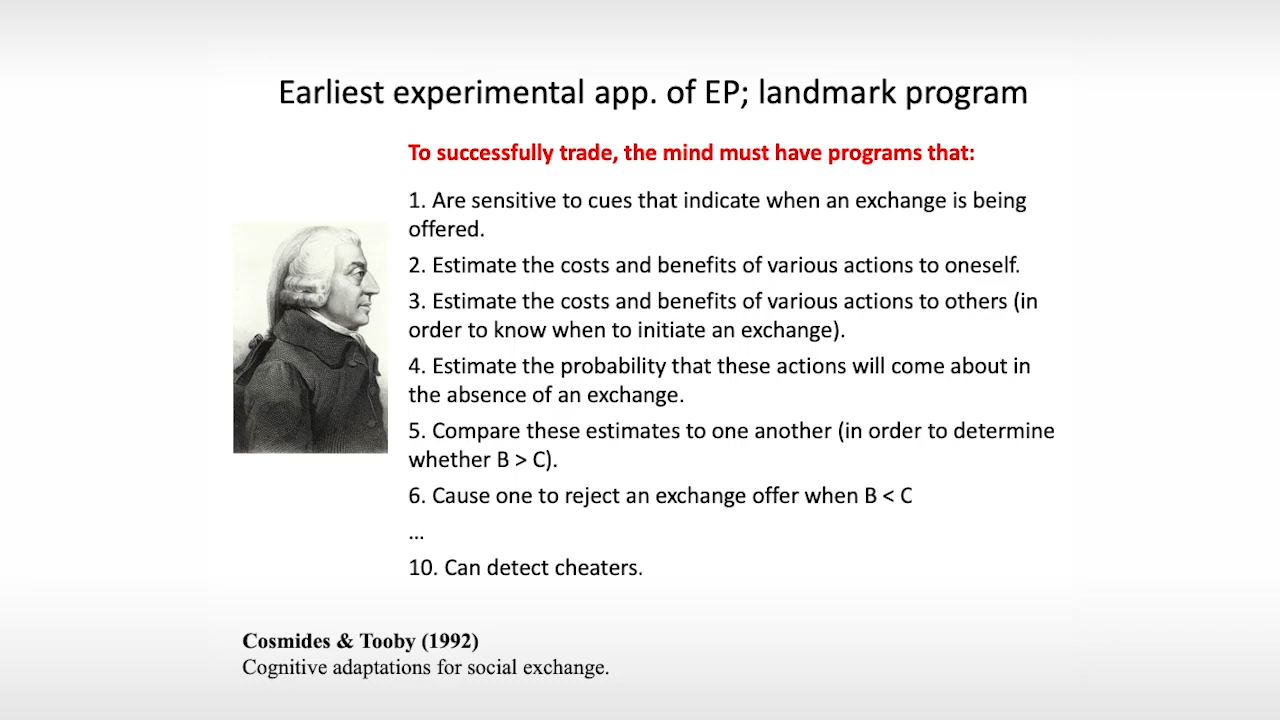 Earliest experimental app. of EP; landmark program
To successfully trade, the mind must have programs that:
1. Are sensitive to cues that indicate when an exchange is being
offered.
2. Estimate the costs and benefits of various actions to oneself.
3. Estimate the costs and benefits of various actions to others (in
order to know when to initiate an exchange).
4. Estimate the probability that these actions will come about in
the absence of an exchange.
5. Compare these estimates to one another (in order to determine
whether B > C).
6. Cause one to reject an exchange offer when B < C
...
10. Can detect cheaters.
Cosmides & Tooby (1992)
Cognitive adaptations for social exchange.